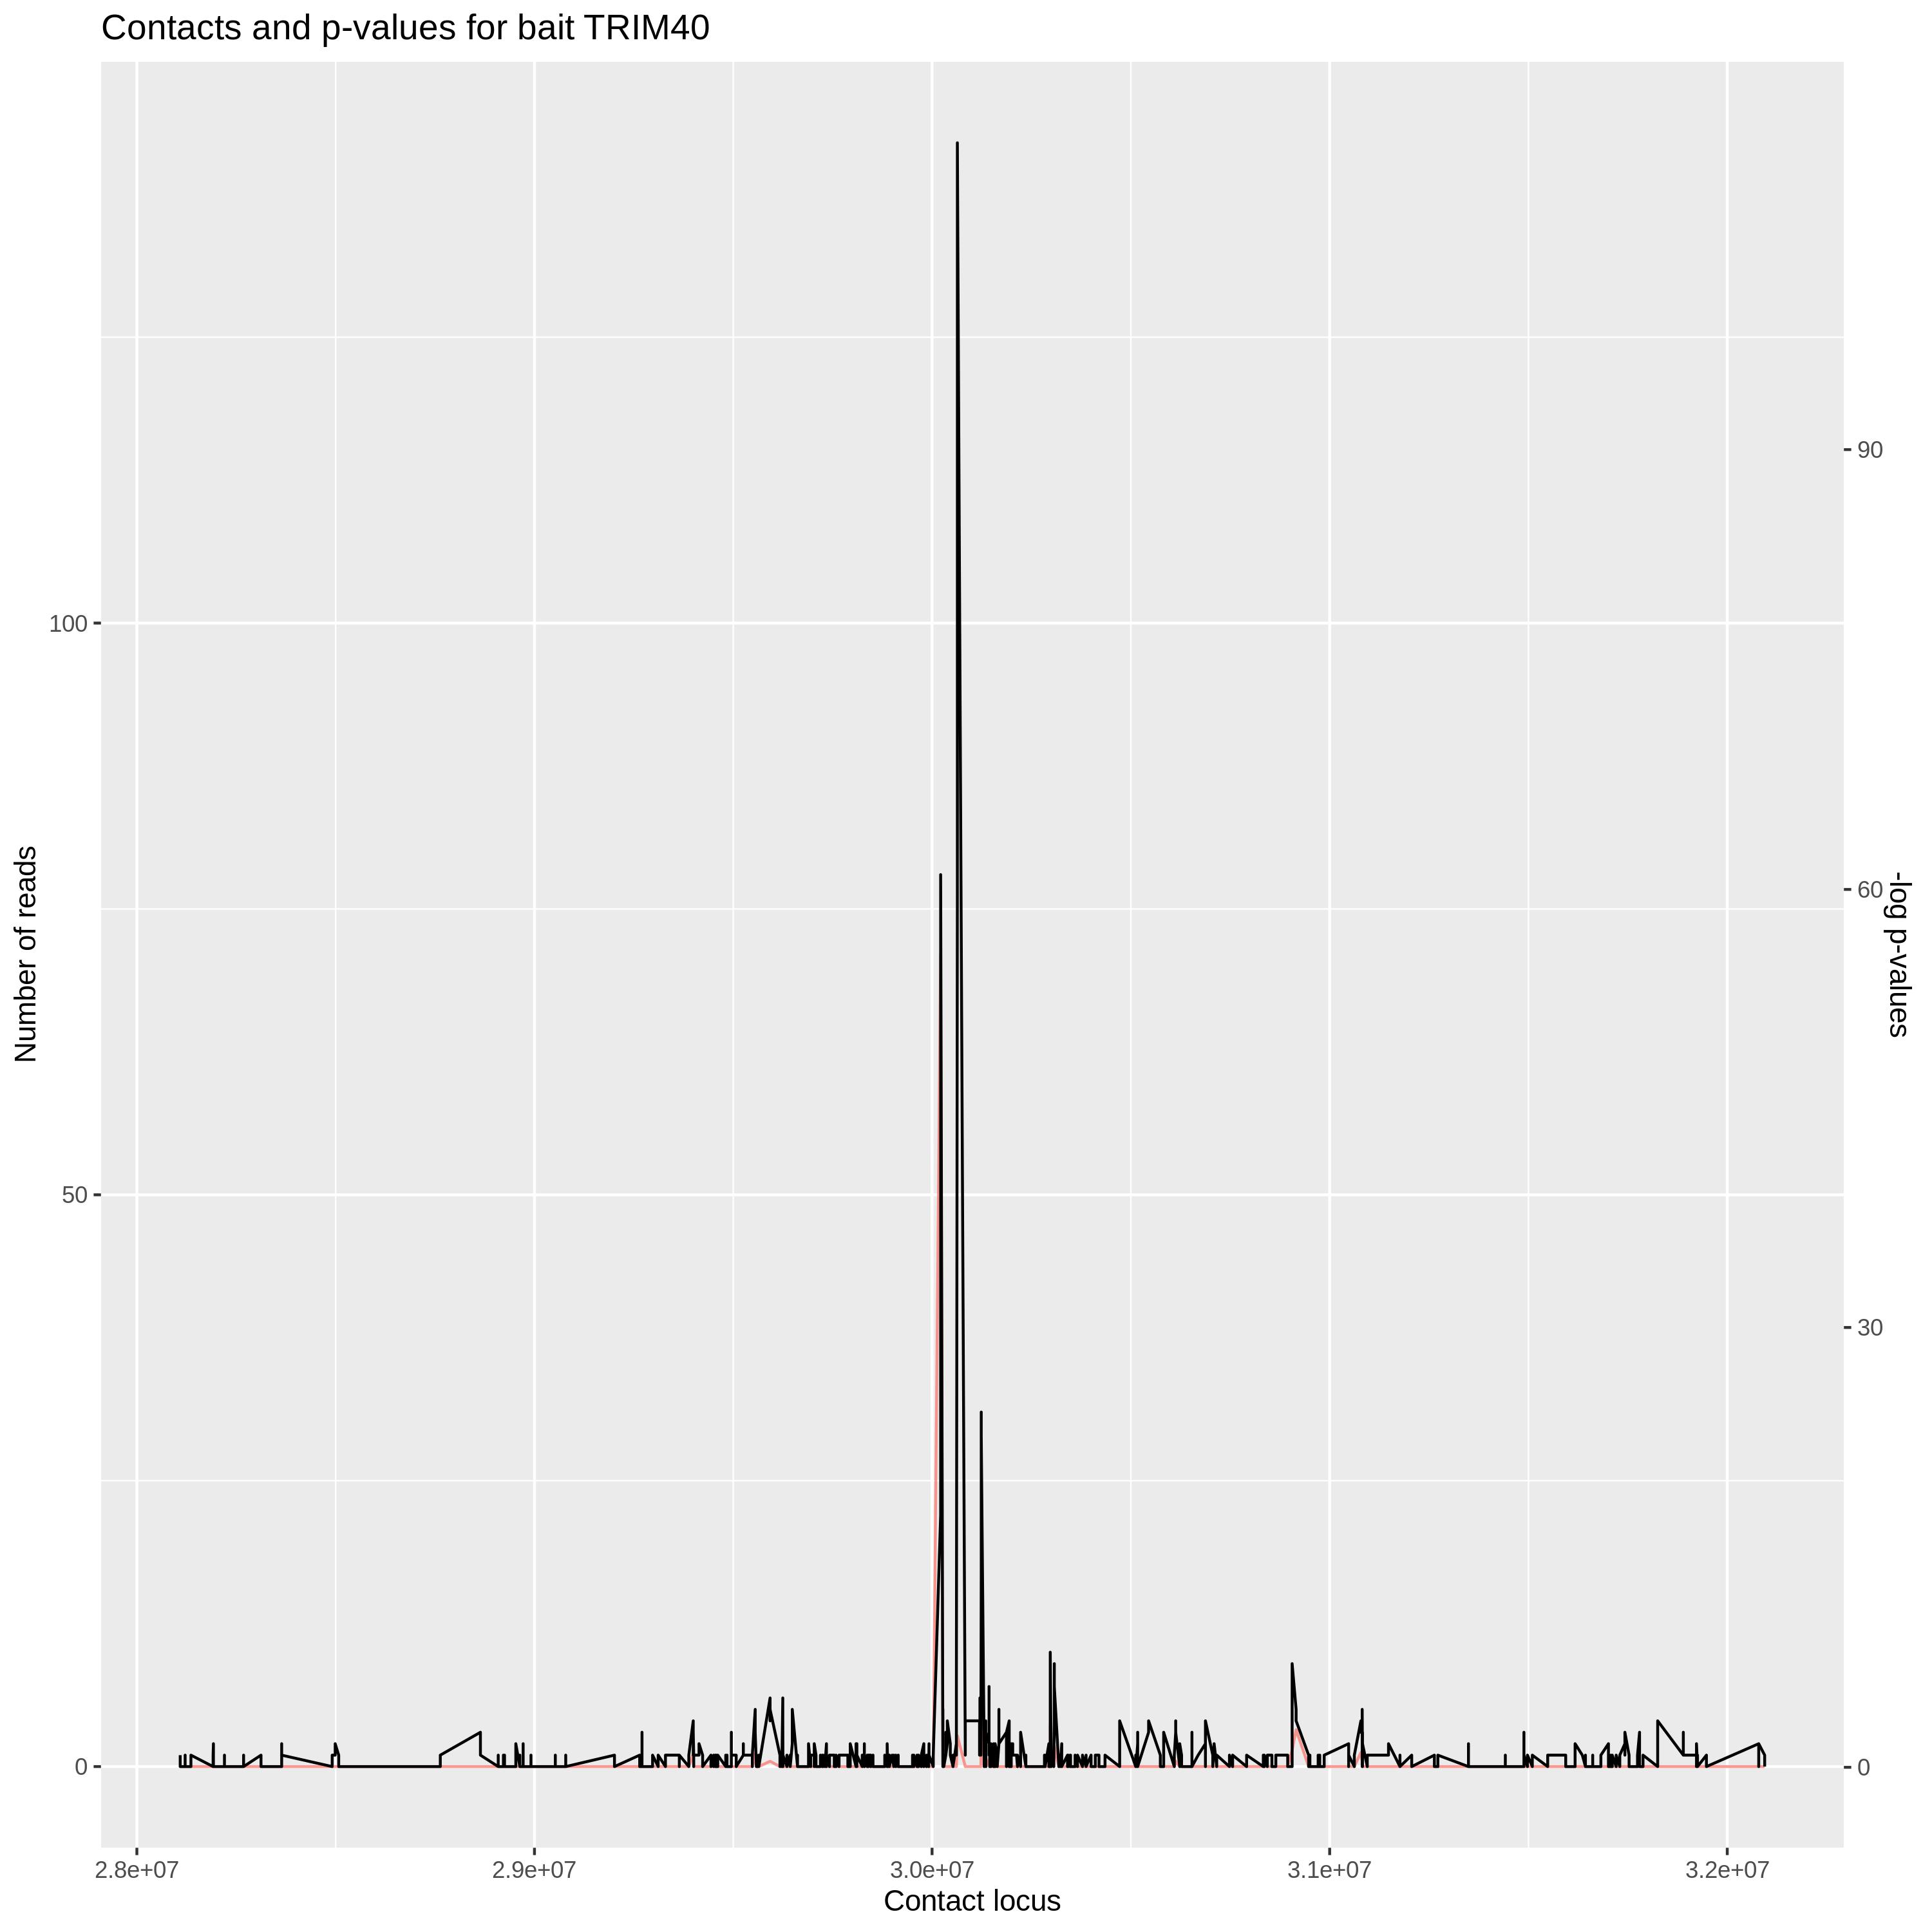 Contacts and p-values for bait TRIM40
Number of reads
100
50
0
90
60
30
0
-log p-values
2.8e+07
2.9e+07
3.0e+07
3.1e+07
3.2e+07
Contact locus